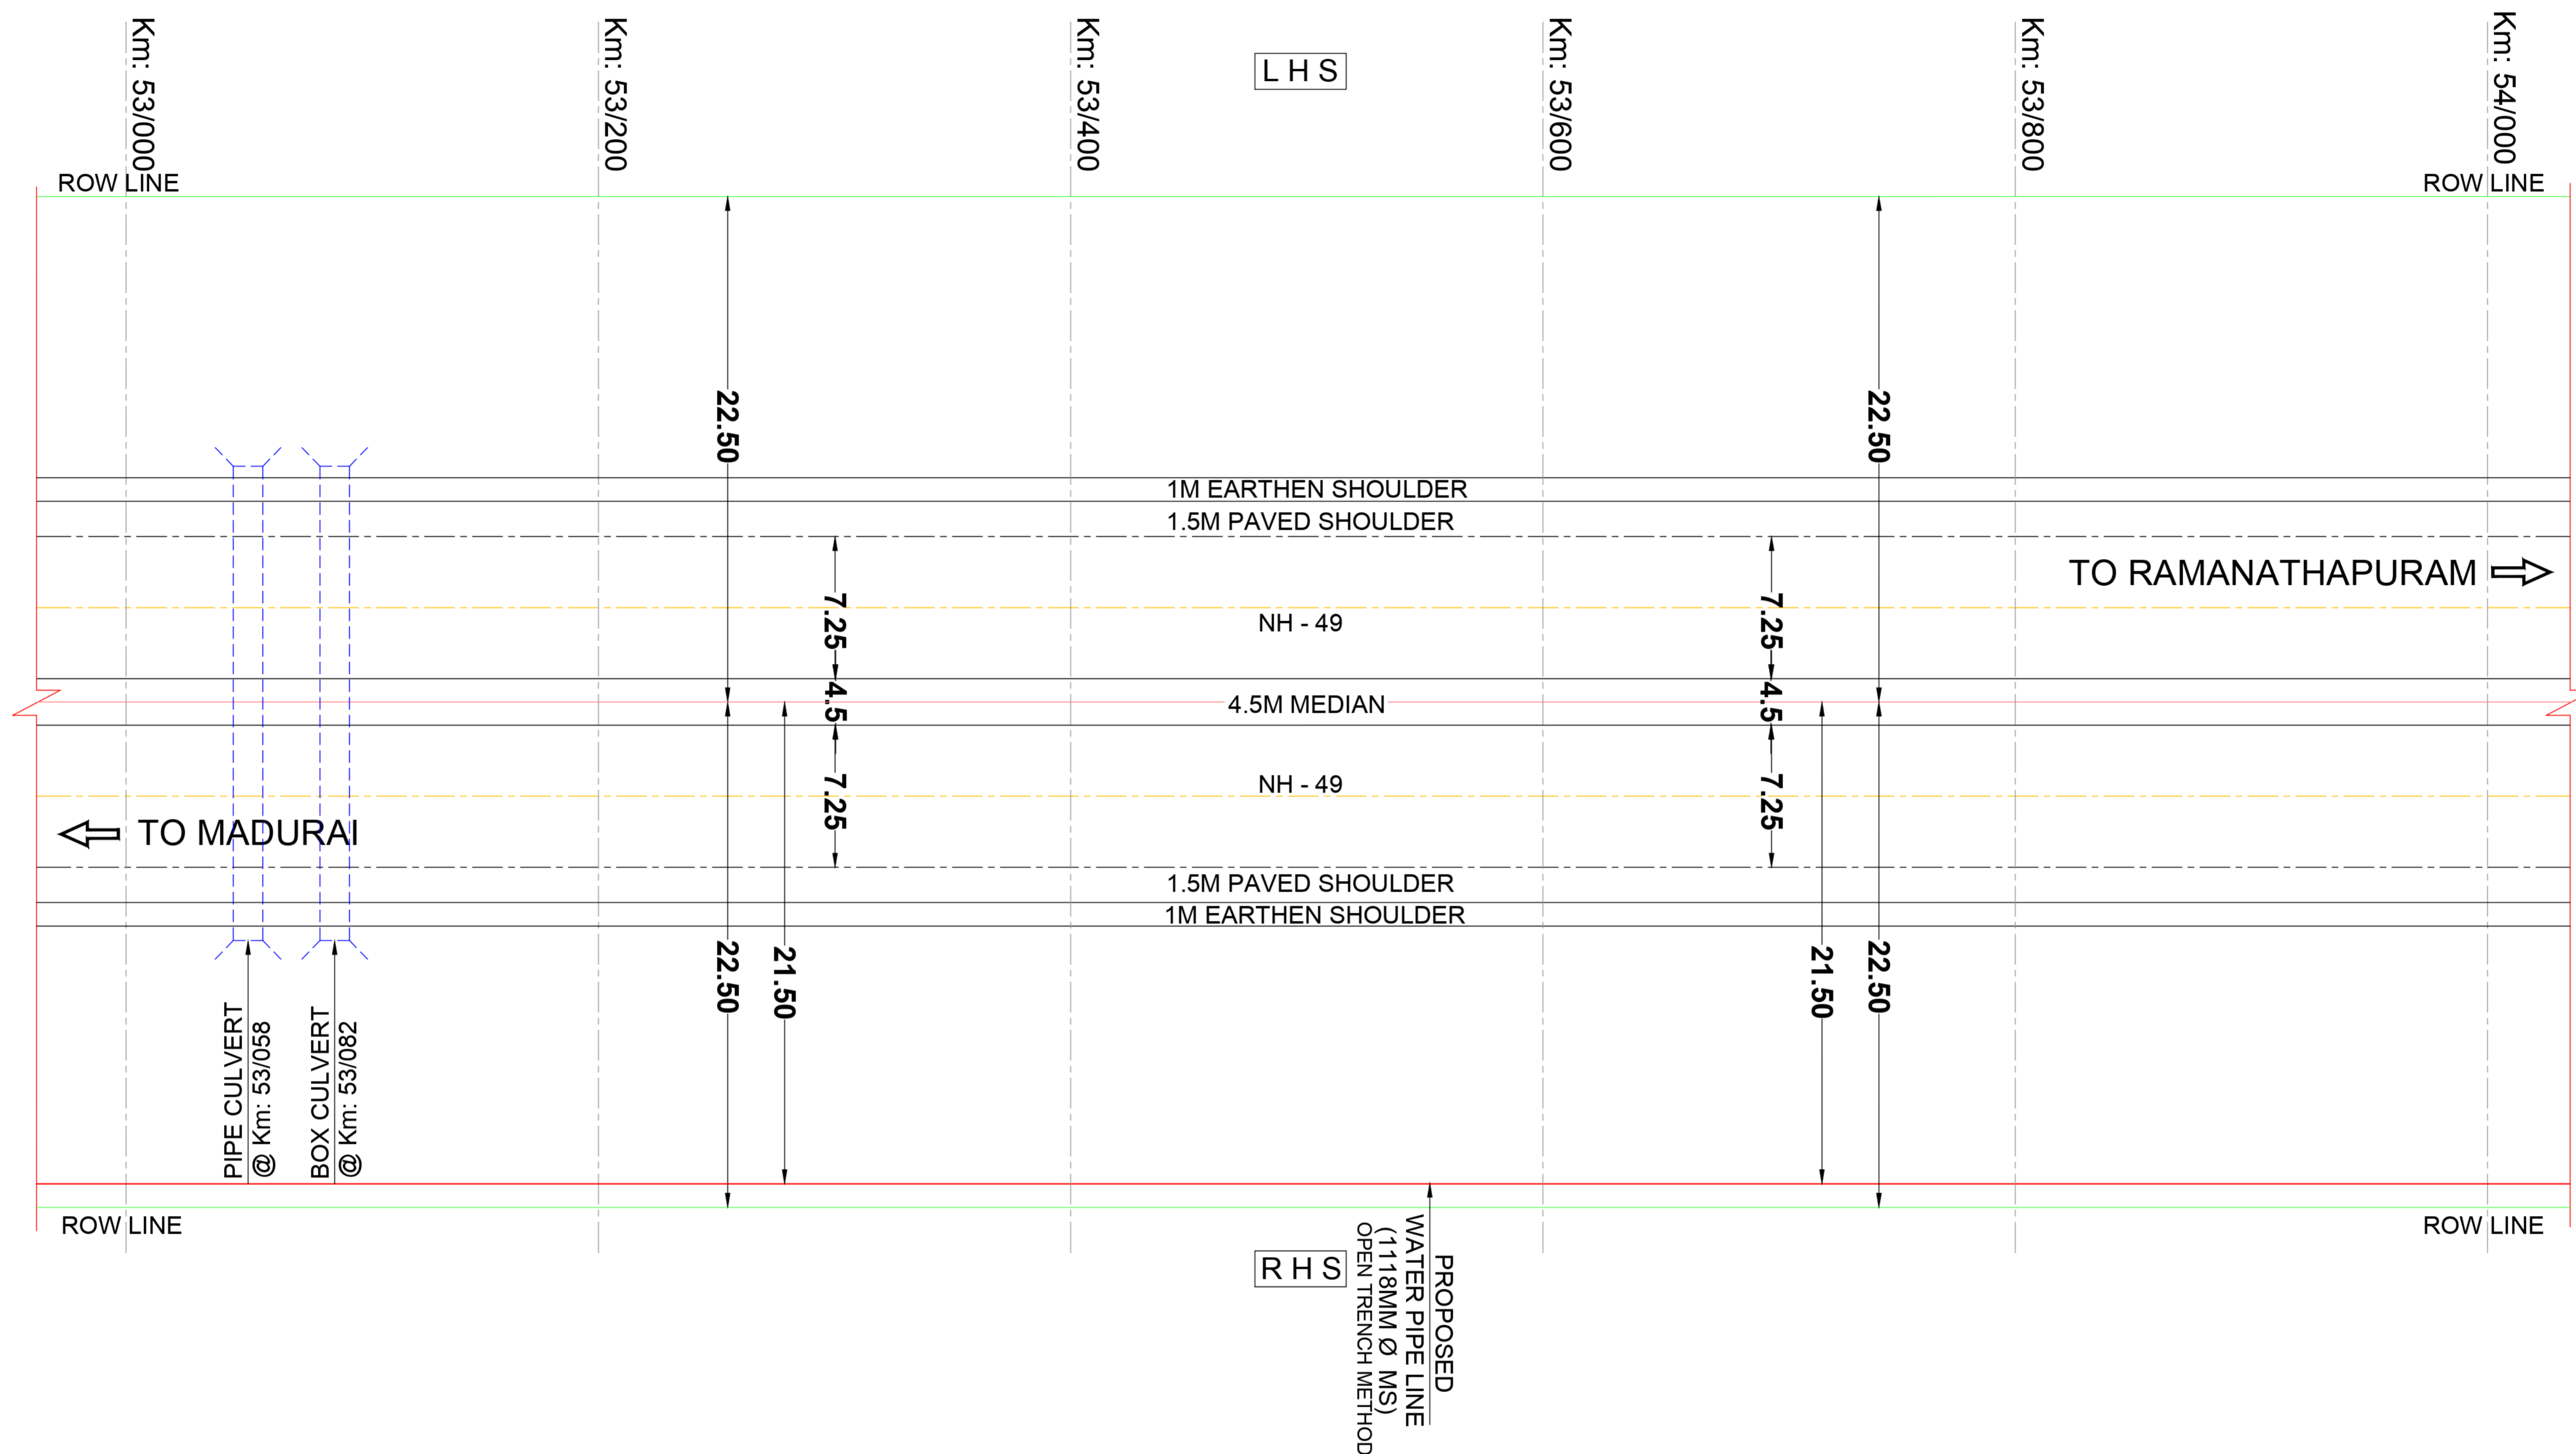 Km: 53/000
Km: 53/200
Km: 53/400
L H S
Km: 53/600
Km: 53/800
Km: 54/000
ROW LINE
ROW LINE
22.50
22.50
1M EARTHEN SHOULDER
1.5M PAVED SHOULDER
TO RAMANATHAPURAM
7.25
7.25
NH - 49
4.5
4.5M MEDIAN
4.5
7.25
NH - 49
7.25
TO MADURAI
1.5M PAVED SHOULDER
1M EARTHEN SHOULDER
22.50
21.50
21.50
22.50
PIPE CULVERT
@ Km: 53/058
BOX CULVERT
@ Km: 53/082
ROW LINE
ROW LINE
R H S
PROPOSED
WATER PIPE LINE
(1118MM Ø MS)
OPEN TRENCH METHOD